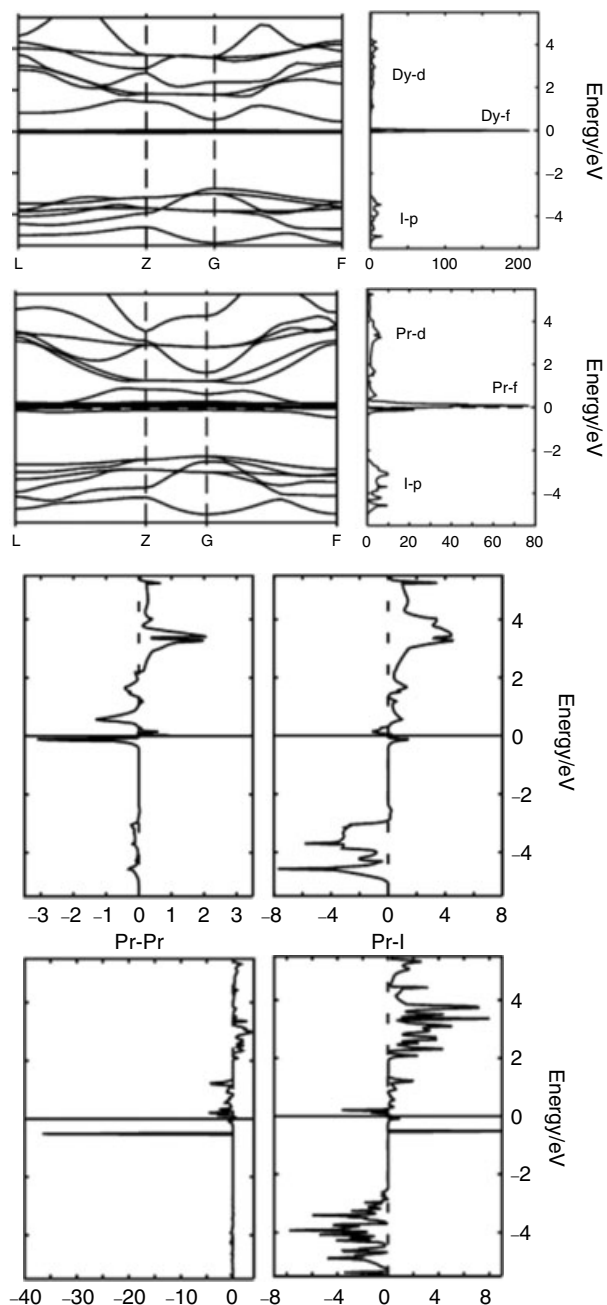 4
Dy-d
2
Dy-f
0
−2
I-p
−4
Energy/eV
L Z G F 0 100 200
4
Pr-d
2
Pr-f
0
−2
I-p
−4
Energy/eV
L Z G F 0 20 40 60 80
4
2
0
−2
−4
Energy/eV
−3 −2 −1 0 1 2 3 −8 −4 0 4 8
Pr-Pr Pr-I
4
2
0
−2
−4
Energy/eV
−40 −30 −20 −10 0 −8 −4 0 4 8